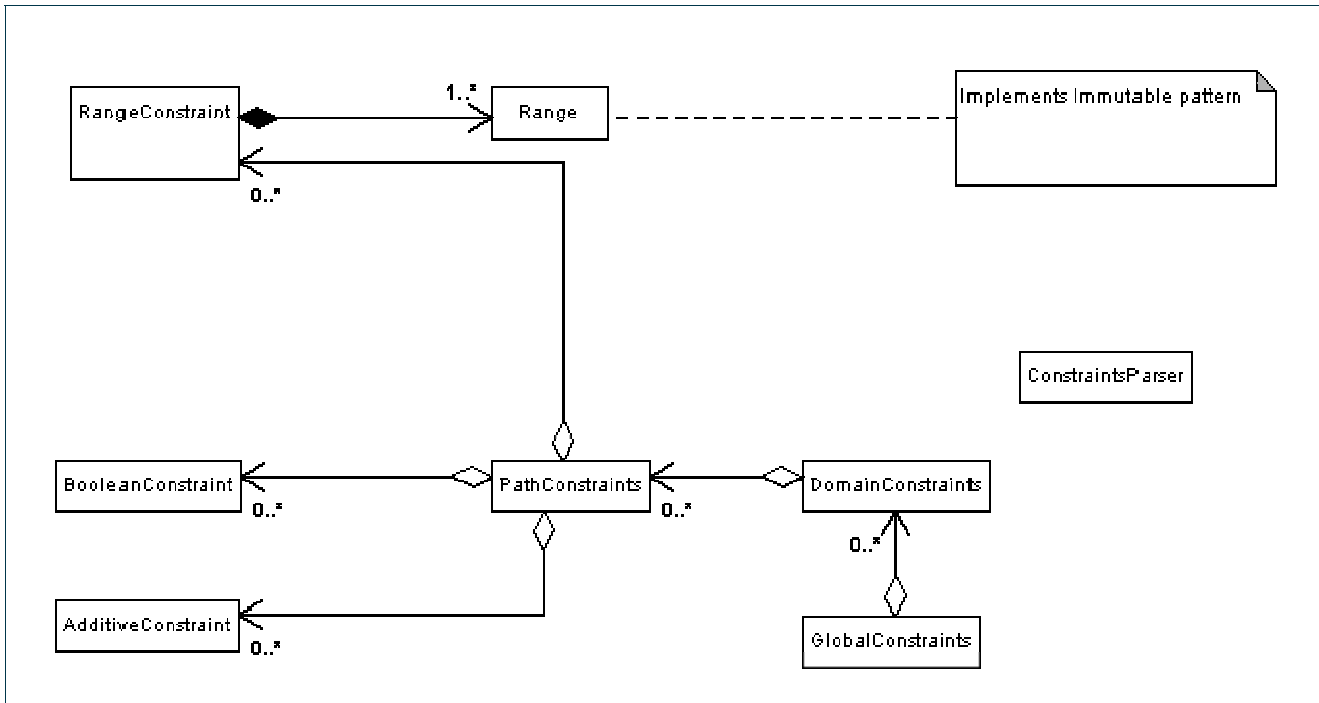 1..*
RangeConstraint
Range
Implements Immutable pattern
0..*
ConstraintsParser
BooleanConstraint
PathConstraints
DomainConstraints
0..*
0..*
0..*
AdditiveConstraint
0..*
GlobalConstraints